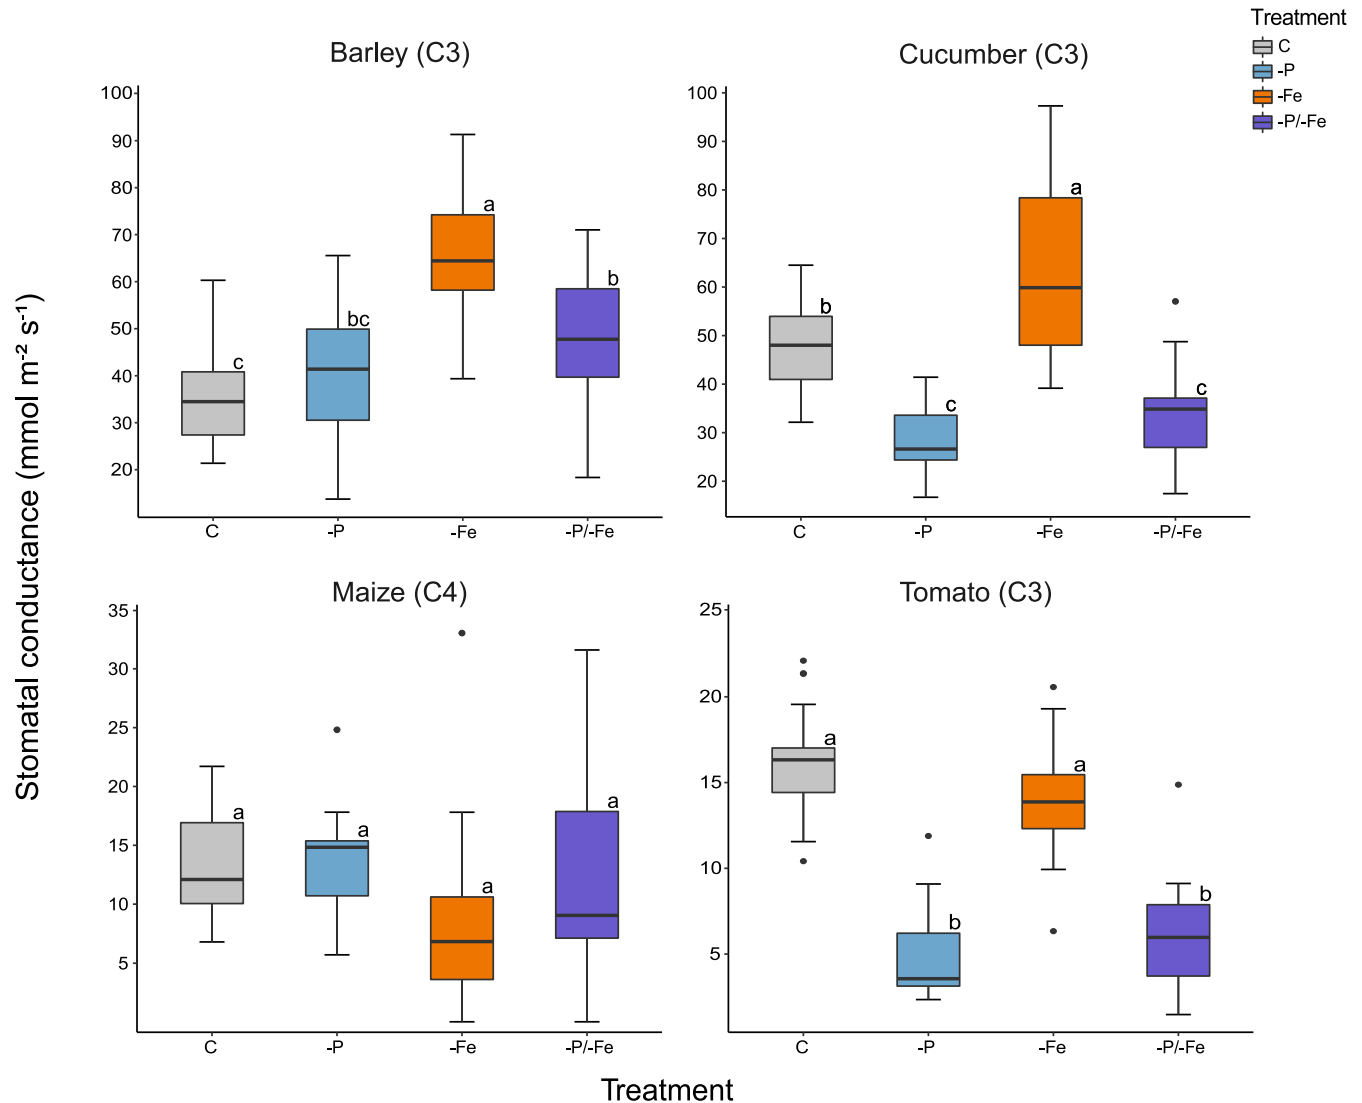 Treatment
C
-P
-Fe
-P/-Fe
Stomatal conductance (mmol m⁻² s⁻¹)
Barley (C3)
100
90
80
70
60
50
40
30
20
c
bc
a
b
C
-P
-Fe
-P/-Fe
Cucumber (C3)
100
90
80
70
60
50
40
30
20
b
c
a
c
C
-P
-Fe
-P/-Fe
Maize (C4)
35
30
25
20
15
10
5
a
a
a
a
C
-P
-Fe
-P/-Fe
Tomato (C3)
25
20
15
10
5
a
b
a
b
C
-P
-Fe
-P/-Fe
Treatment